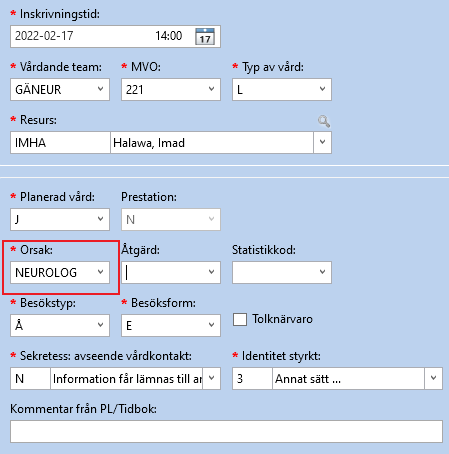 * Inskrivningstid:
2022-02-17 14:00 17
* Vårdande team: * MVO: * Typ av vård:
GÄNEUR 221 L
* Resurs:
IMHA Halawa, Imad
* Planerad vård: Prestation:
J N
* Orsak: Åtgärd: Statistikkod:
NEUROLOG
* Besökstyp: * Besöksform:
Å E Tolknärvaro
* Sekretess: avseende vårdkontakt: * Identitet styrkt:
N Information får lämnas till ar 3 Annat sätt ...
Kommentar från PL/Tidbok: